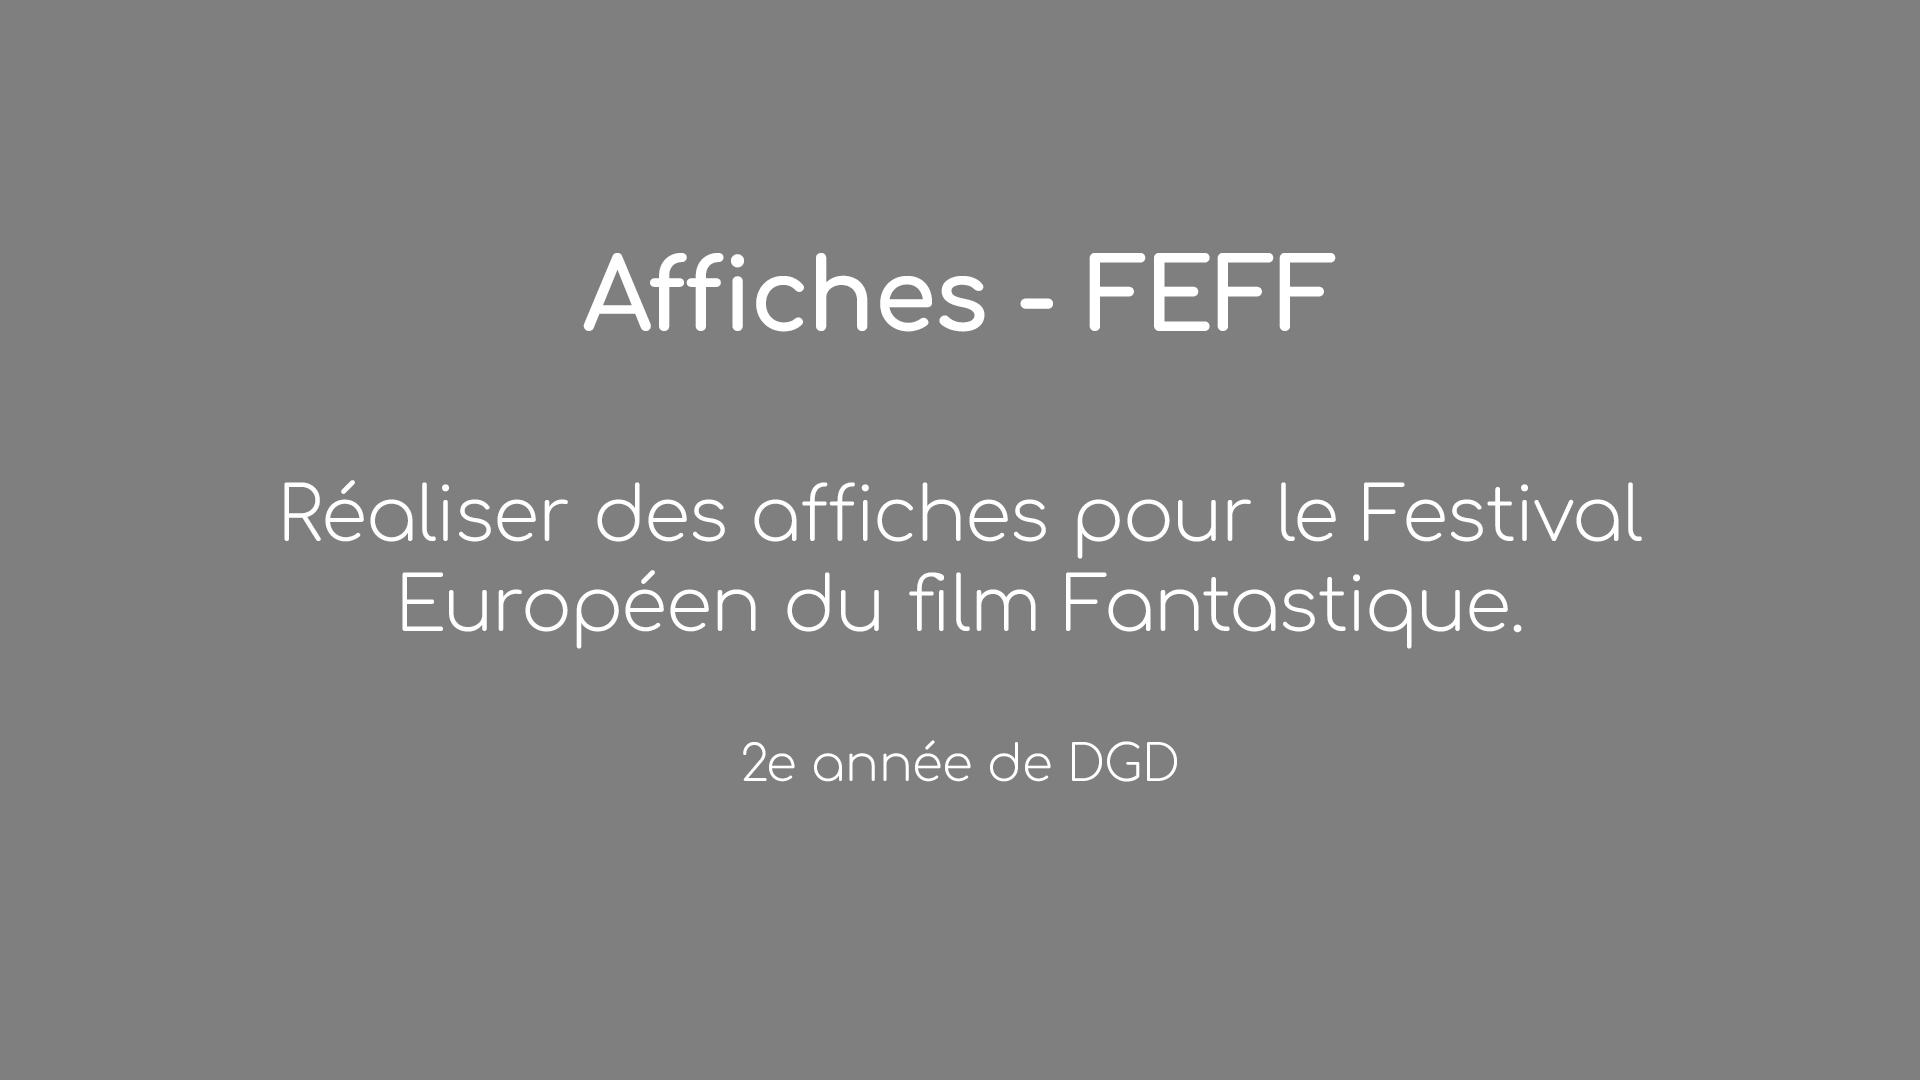 Affiches - FEFF
Réaliser des affiches pour le Festival
Européen du film Fantastique.
2e année de DGD